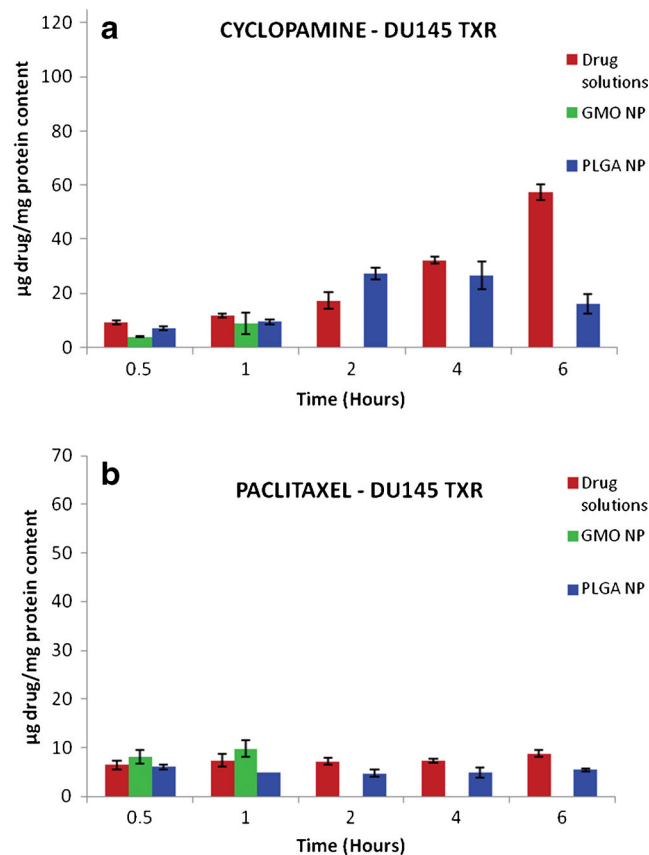 a
CYCLOPAMINE - DU145 TXR
120
100
80
60
40
20
0
µg drug/mg protein content
0.5 1 2 4 6
Time (Hours)
Drug
solutions
GMO NP
PLGA NP
b
PACLITAXEL - DU145 TXR
70
60
50
40
30
20
10
0
µg drug/mg protein content
0.5 1 2 4 6
Time (Hours)
Drug
solutions
GMO NP
PLGA NP